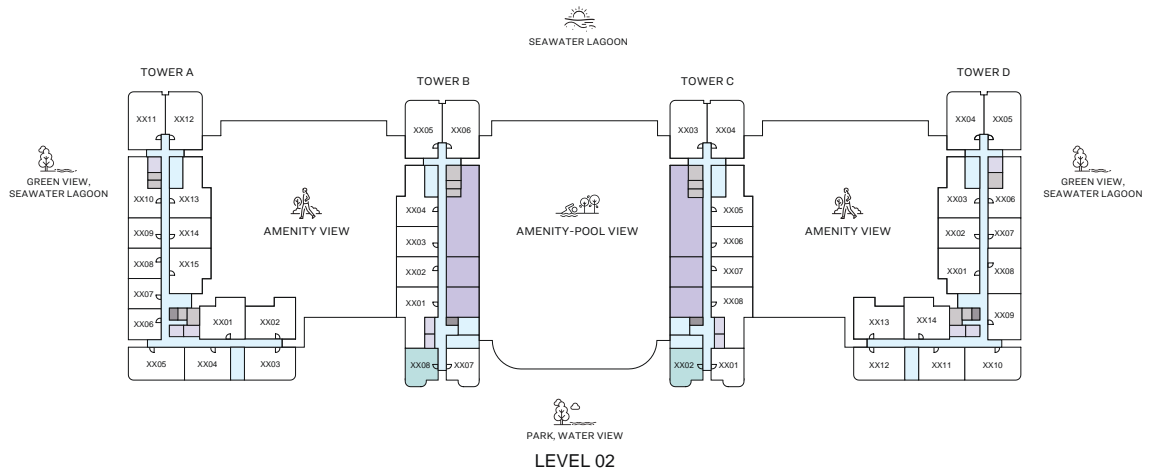 SEAWATER LAGOON
TOWER A
TOWER B
TOWER C
TOWER D
XX11
XX12
XX05
XX06
XX03
XX04
XX04
XX05
GREEN VIEW,
SEAWATER LAGOON
GREEN VIEW,
SEAWATER LAGOON
XX10
XX13
XX09
XX14
XX08
XX15
XX07
XX06
XX01
XX02
XX05
XX04
XX03
AMENITY VIEW
XX04
XX03
XX02
XX01
XX08
XX07
AMENITY-POOL VIEW
XX05
XX06
XX07
XX08
XX02
XX01
AMENITY VIEW
XX03
XX06
XX02
XX07
XX01
XX08
XX09
XX13
XX14
XX12
XX11
XX10
PARK, WATER VIEW
LEVEL 02